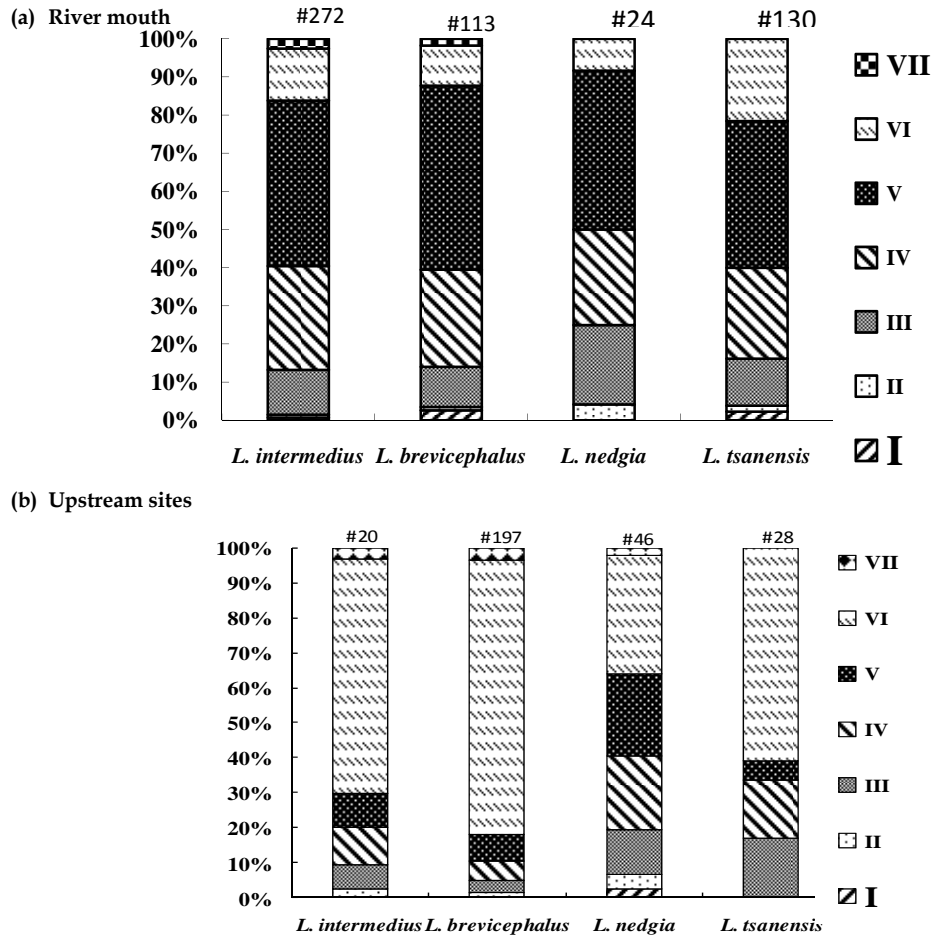 (a) River mouth
#272 #113 #24 #130
100%
90%
80%
70%
60%
50%
40%
30%
20%
10%
0%
L. intermedius L. brevicephalus L. nedgia L. tsanensis
VII
VI
V
IV
III
II
I
(b) Upstream sites
#20 #197 #46 #28
100%
90%
80%
70%
60%
50%
40%
30%
20%
10%
0%
L. intermedius L. brevicephalus L. nedgia L. tsanensis
VII
VI
V
IV
III
II
I